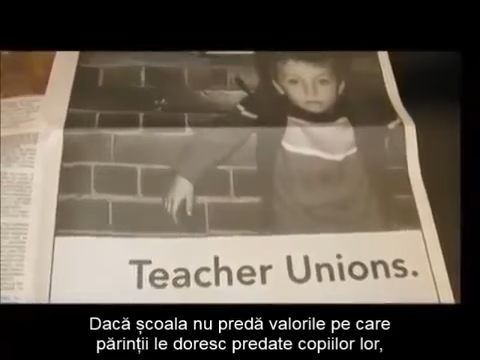 Teacher Unions.
Dacă școala nu predă valorile pe care
părinții le doresc predate copiilor lor,